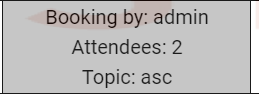 Booking by: admin
Attendees: 2
Topic: asc